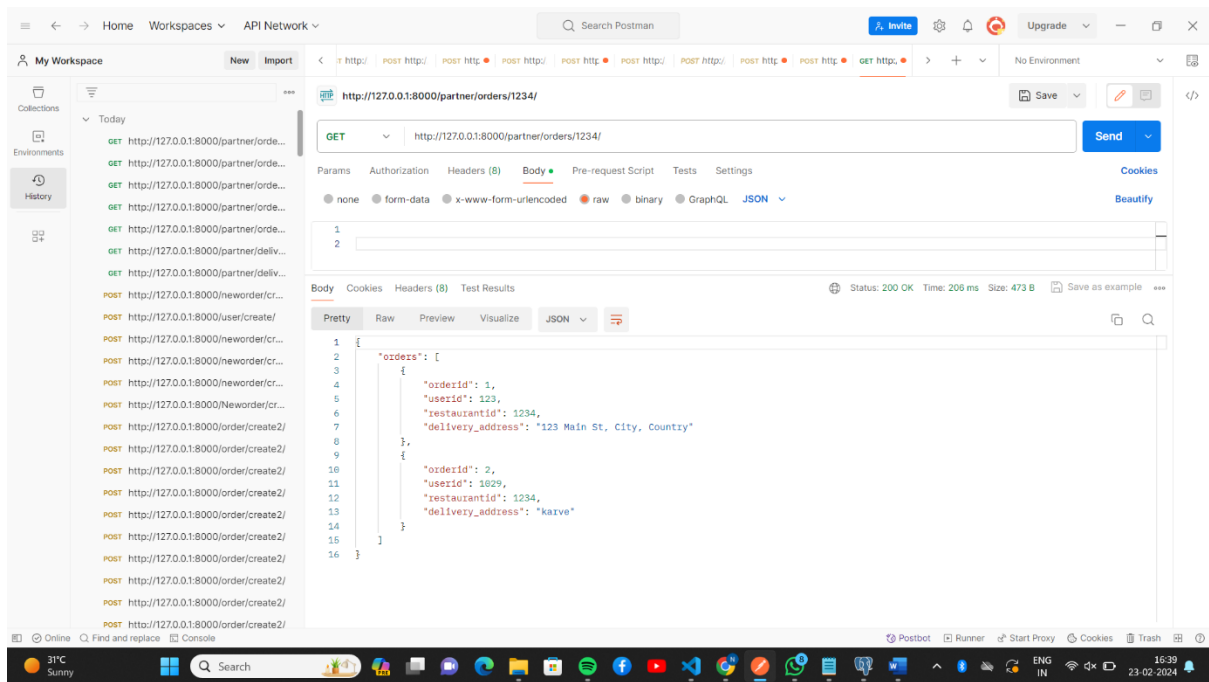 Home Workspaces API Network Search Postman Invite Upgrade
My Workspace New Import T http:/ POST http:/ POST http POST http:/ POST http POST http:/ POST http:/ POST http POST http GET http:, No Environment
Collections
Environments
History
Today
GET http://127.0.0.1:8000/partner/orde...
GET http://127.0.0.1:8000/partner/orde...
GET http://127.0.0.1:8000/partner/orde...
GET http://127.0.0.1:8000/partner/orde...
GET http://127.0.0.1:8000/partner/orde...
GET http://127.0.0.1:8000/partner/deliv...
GET http://127.0.0.1:8000/partner/deliv...
POST http://127.0.0.1:8000/neworder/cr...
POST http://127.0.0.1:8000/user/create/
POST http://127.0.0.1:8000/neworder/cr...
POST http://127.0.0.1:8000/neworder/cr...
POST http://127.0.0.1:8000/neworder/cr...
POST http://127.0.0.1:8000/Neworder/cr...
POST http://127.0.0.1:8000/order/create2/
POST http://127.0.0.1:8000/order/create2/
POST http://127.0.0.1:8000/order/create2/
POST http://127.0.0.1:8000/order/create2/
POST http://127.0.0.1:8000/order/create2/
POST http://127.0.0.1:8000/order/create2/
POST http://127.0.0.1:8000/order/create2/
POST http://127.0.0.1:8000/order/create2/
POST http://127.0.0.1:8000/order/create2/
POST http://127.0.0.1:8000/order/create2/
HTTP http://127.0.0.1:8000/partner/orders/1234/ Save
GET http://127.0.0.1:8000/partner/orders/1234/ Send
Params Authorization Headers (8) Body Pre-request Script Tests Settings Cookies
none form-data x-www-form-urlencoded raw binary GraphQL JSON Beautify
1
2
Body Cookies Headers (8) Test Results Status: 200 OK Time: 206 ms Size: 473 B Save as example
Pretty Raw Preview Visualize JSON
1 {
2 "orders": [
3 {
4 "orderid": 1,
5 "userid": 123,
6 "restaurantid": 1234,
7 "delivery_address": "123 Main St, City, Country"
8 },
9 {
10 "orderid": 2,
11 "userid": 1029,
12 "restaurantid": 1234,
13 "delivery_address": "karve"
14 }
15 ]
16 }
Online Find and replace Console Postbot Runner Start Proxy Cookies Trash
31°C
Sunny
Search
ENG
IN
16:39
23-02-2024